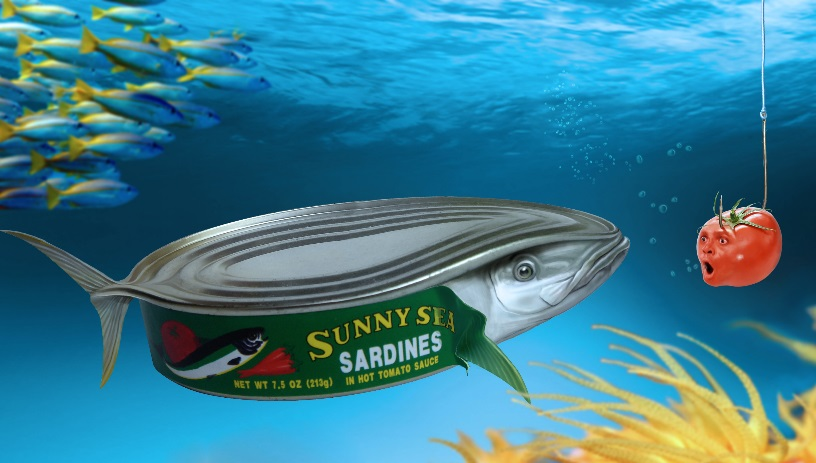 SUNNY SEA
SARDINES
NET WT 7.5 OZ (213g) IN HOT TOMATO SAUCE